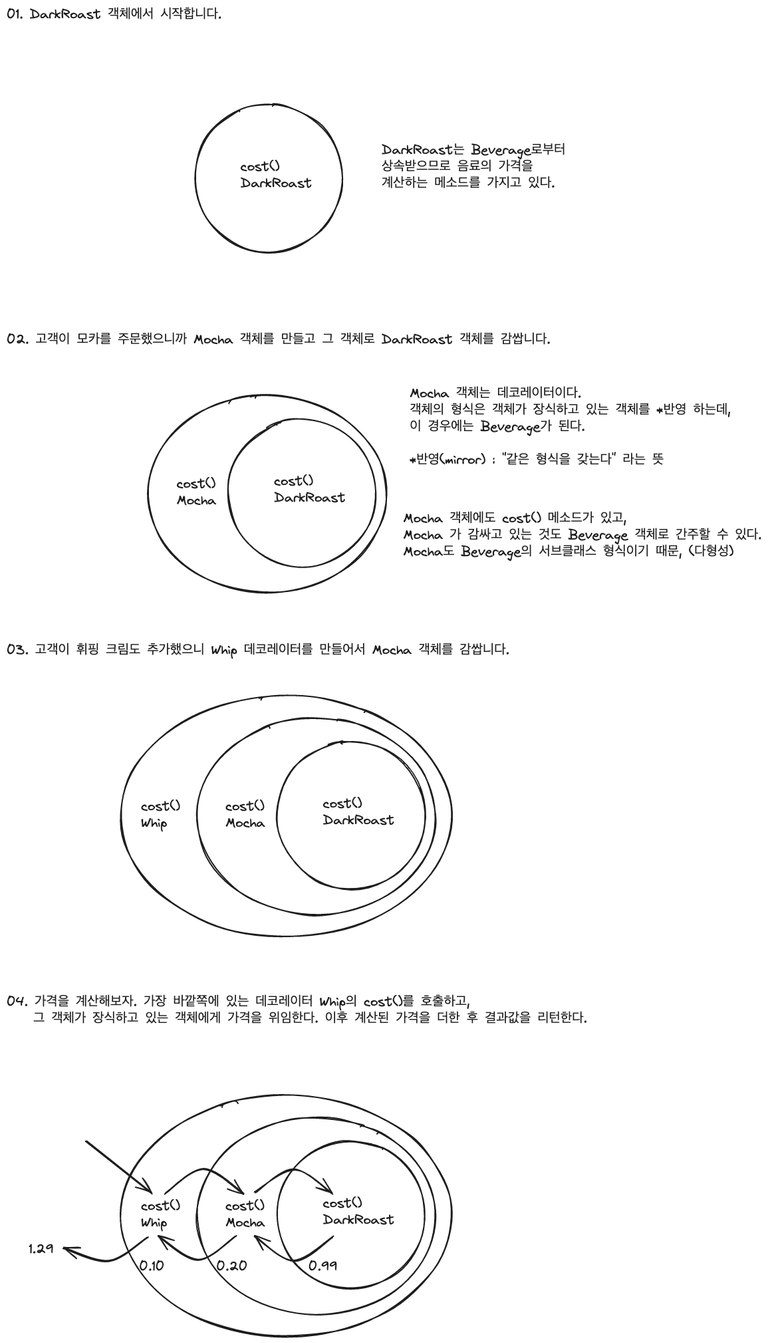 01. DarkRoast 객체에서 시작합니다.
cost()
DarkRoast
DarkRoast는 Beverage로부터
상속받으므로 음료의 가격을
계산하는 메소드를 가지고 있다.
02. 고객이 모카를 주문했으니까 Mocha 객체를 만들고 그 객체로 DarkRoast 객체를 감쌉니다.
cost()
Mocha
cost()
DarkRoast
Mocha 객체는 데코레이터이다.
객체의 형식은 객체가 장식하고 있는 객체를 *반영 하는데,
이 경우에는 Beverage가 된다.
*반영(mirror) : "같은 형식을 갖는다" 라는 뜻
Mocha 객체에도 cost() 메소드가 있고,
Mocha 가 감싸고 있는 것도 Beverage 객체로 간주할 수 있다.
Mocha도 Beverage의 서브클래스 형식이기 때문, (다형성)
03. 고객이 휘핑 크림도 추가했으니 Whip 데코레이터를 만들어서 Mocha 객체를 감쌉니다.
cost()
Whip
cost()
Mocha
cost()
DarkRoast
04. 가격을 계산해보자. 가장 바깥쪽에 있는 데코레이터 Whip의 cost()를 호출하고,
그 객체가 장식하고 있는 객체에게 가격을 위임한다. 이후 계산된 가격을 더한 후 결과값을 리턴한다.
cost()
Whip
cost()
Mocha
cost()
DarkRoast
1.29
0.10
0.20
0.99